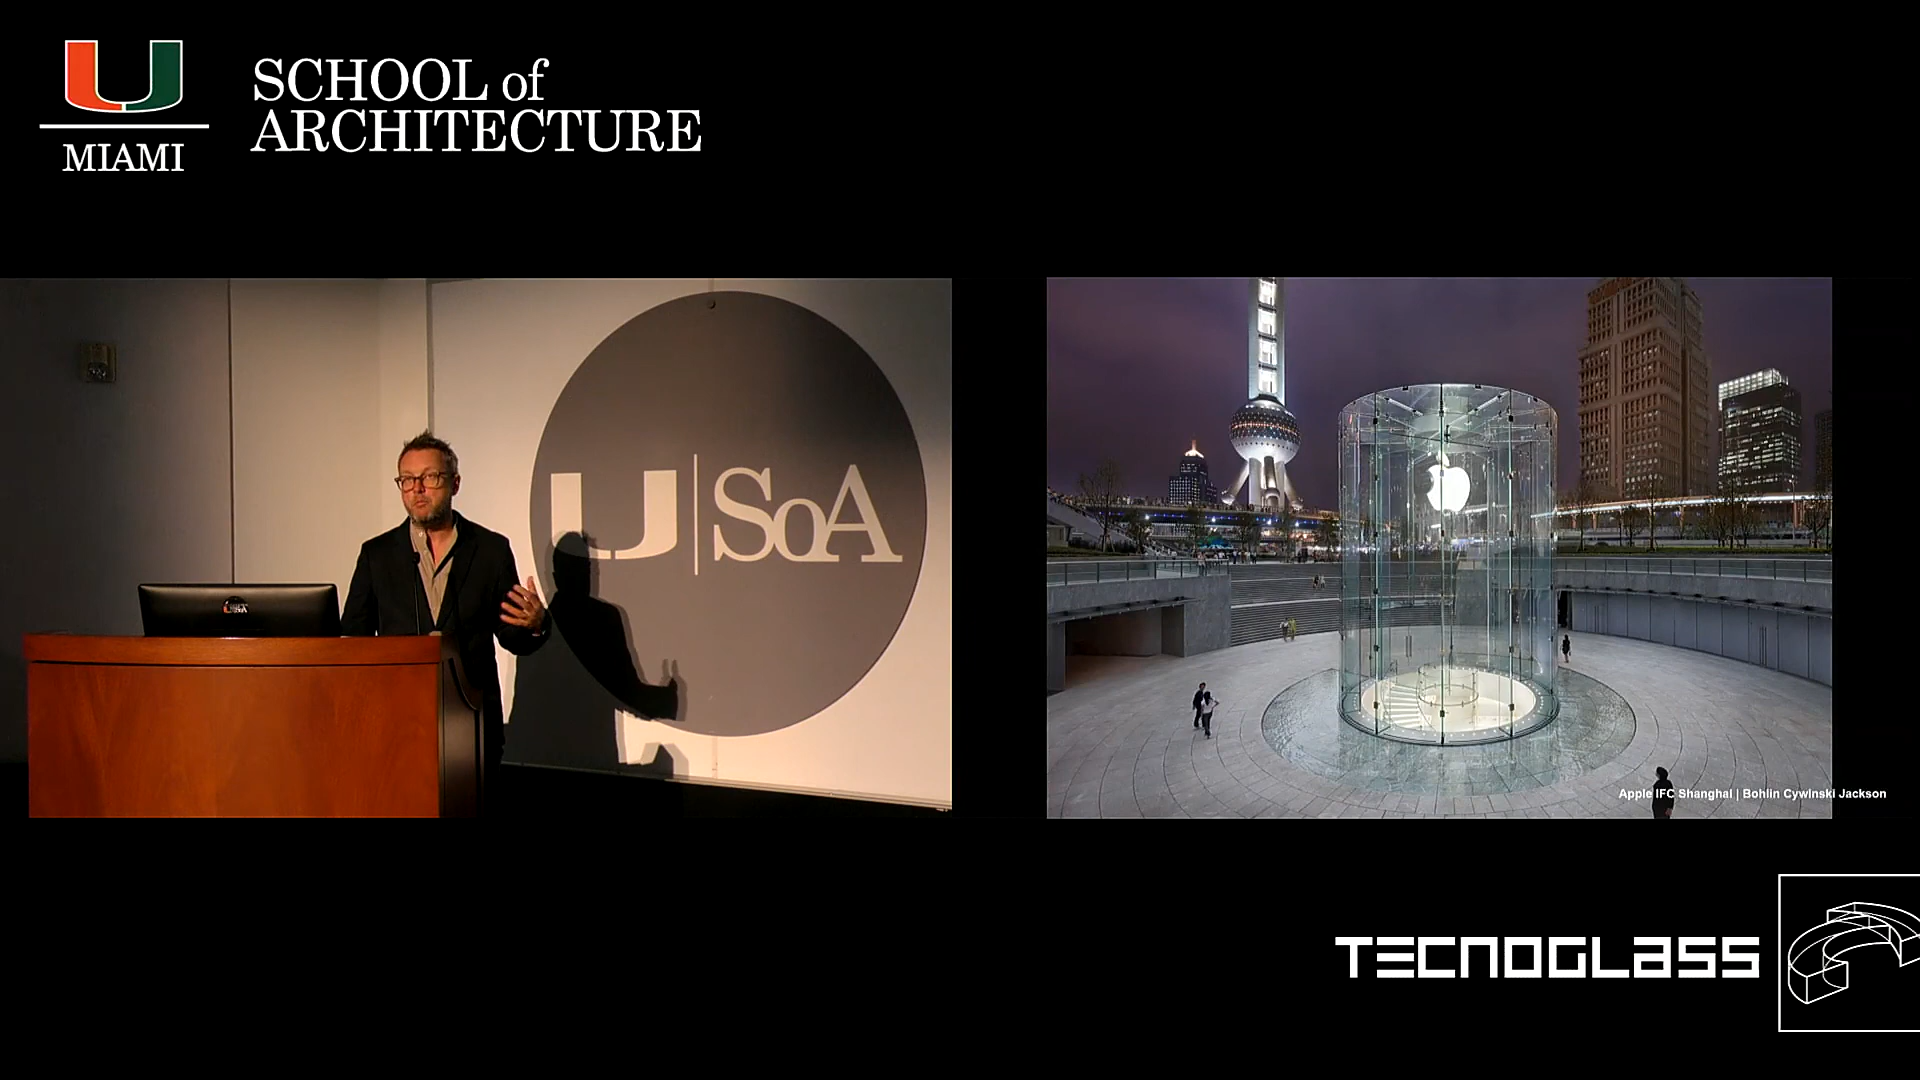 SCHOOL of
ARCHITECTURE
MIAMI
U | SoA
Apple IFC Shanghai | Bohlin Cywinski Jackson
TECNOGLASS